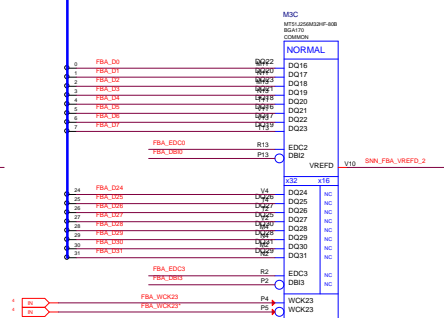 M3C
MT51J256M32HF-80B
BGA170
COMMON
NORMAL
0 FBA_D0 DQ16
1 FBA_D1 DQ17
2 FBA_D2 DQ18
3 FBA_D3 DQ19
4 FBA_D4 DQ20
5 FBA_D5 DQ21
6 FBA_D6 DQ22
7 FBA_D7 DQ23
FBA_EDC0 R13 EDC2
FBA_DBI0 P13 DBI2
VREFD V10 SNN_FBA_VREFD_2
x32 x16
24 FBA_D24 V4 DQ24 NC
25 FBA_D25 DQ25 NC
26 FBA_D26 DQ26 NC
27 FBA_D27 DQ27 NC
28 FBA_D28 DQ28 NC
29 FBA_D29 DQ29 NC
30 FBA_D30 DQ30 NC
31 FBA_D31 DQ31 NC
FBA_EDC3 R2 EDC3 NC
FBA_DBI3 P2 DBI3 NC
IN FBA_WCK23 P4 WCK23
IN FBA_WCK23* P5 WCK23